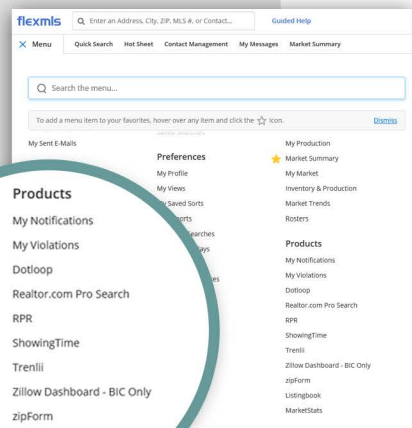 flexmls
Enter an Address, City, ZIP, MLS #, or Contact...
Guided Help
Menu
Quick Search
Hot Sheet
Contact Management
My Messages
Market Summary
Search the menu...
To add a menu item to your favorites, hover over any item and click the icon.
Dismiss
My Sent E-Mails
Preferences
My Profile
My Views
My Saved Sorts
My Production
Market Summary
My Market
Inventory & Production
Market Trends
Rosters
Products
My Notifications
My Violations
Dotloop
Realtor.com Pro Search
RPR
ShowingTime
Trenlii
Zillow Dashboard - BIC Only
zipForm
Listingbook
MarketStats
Products
My Notifications
My Violations
Dotloop
Realtor.com Pro Search
RPR
ShowingTime
Trenlii
Zillow Dashboard - BIC Only
zipForm